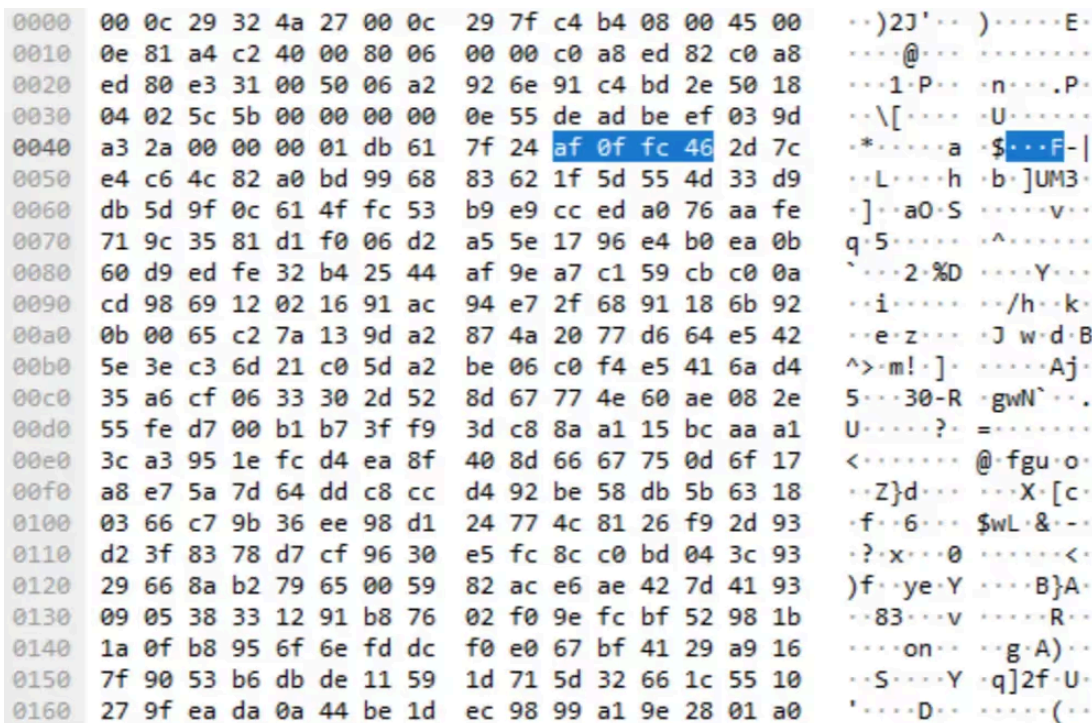 0000 00 0c 29 32 4a 27 00 0c 29 7f c4 b4 08 00 45 00 ··)2J'·· )·····E·
0010 0e 81 a4 c2 40 00 80 06 00 00 c0 a8 ed 82 c0 a8 ····@··· ········
0020 ed 80 e3 31 00 50 06 a2 92 6e 91 c4 bd 2e 50 18 ···1·P·· ·n···.P·
0030 04 02 5c 5b 00 00 00 00 0e 55 de ad be ef 03 9d ··\[···· ·U······
0040 a3 2a 00 00 00 01 db 61 7f 24 af 0f fc 46 2d 7c ·*·····a ·$···F-|
0050 e4 c6 4c 82 a0 bd 99 68 83 62 1f 5d 55 4d 33 d9 ··L····h ·b·]UM3·
0060 db 5d 9f 0c 61 4f fc 53 b9 e9 cc ed a0 76 aa fe ·]··aO·S ·····v··
0070 71 9c 35 81 d1 f0 06 d2 a5 5e 17 96 e4 b0 ea 0b q·5····· ·^······
0080 60 d9 ed fe 32 b4 25 44 af 9e a7 c1 59 cb c0 0a `···2·%D ····Y···
0090 cd 98 69 12 02 16 91 ac 94 e7 2f 68 91 18 6b 92 ··i····· ··/h··k·
00a0 0b 00 65 c2 7a 13 9d a2 87 4a 20 77 d6 64 e5 42 ··e·z··· ·J w·d·B
00b0 5e 3e c3 6d 21 c0 5d a2 be 06 c0 f4 e5 41 6a d4 ^>·m!·]· ·····Aj·
00c0 35 a6 cf 06 33 30 2d 52 8d 67 77 4e 60 ae 08 2e 5···30-R ·gwN`··.
00d0 55 fe d7 00 b1 b7 3f f9 3d c8 8a a1 15 bc aa a1 U·····?· =·······
00e0 3c a3 95 1e fc d4 ea 8f 40 8d 66 67 75 0d 6f 17 <······· @·fgu·o·
00f0 a8 e7 5a 7d 64 dd c8 cc d4 92 be 58 db 5b 63 18 ··Z}d··· ···X·[c·
0100 03 66 c7 9b 36 ee 98 d1 24 77 4c 81 26 f9 2d 93 ·f··6··· $wL·&·-·
0110 d2 3f 83 78 d7 cf 96 30 e5 fc 8c c0 bd 04 3c 93 ·?·x···0 ······<·
0120 29 66 8a b2 79 65 00 59 82 ac e6 ae 42 7d 41 93 )f··ye·Y ····B}A·
0130 09 05 38 33 12 91 b8 76 02 f0 9e fc bf 52 98 1b ··83···v ·····R··
0140 1a 0f b8 95 6f 6e fd dc f0 e0 67 bf 41 29 a9 16 ····on·· ··g·A)··
0150 7f 90 53 b6 db de 11 59 1d 71 5d 32 66 1c 55 10 ··S····Y ·q]2f·U·
0160 27 9f ea da 0a 44 be 1d ec 98 99 a1 9e 28 01 a0 '····D·· ·····(··